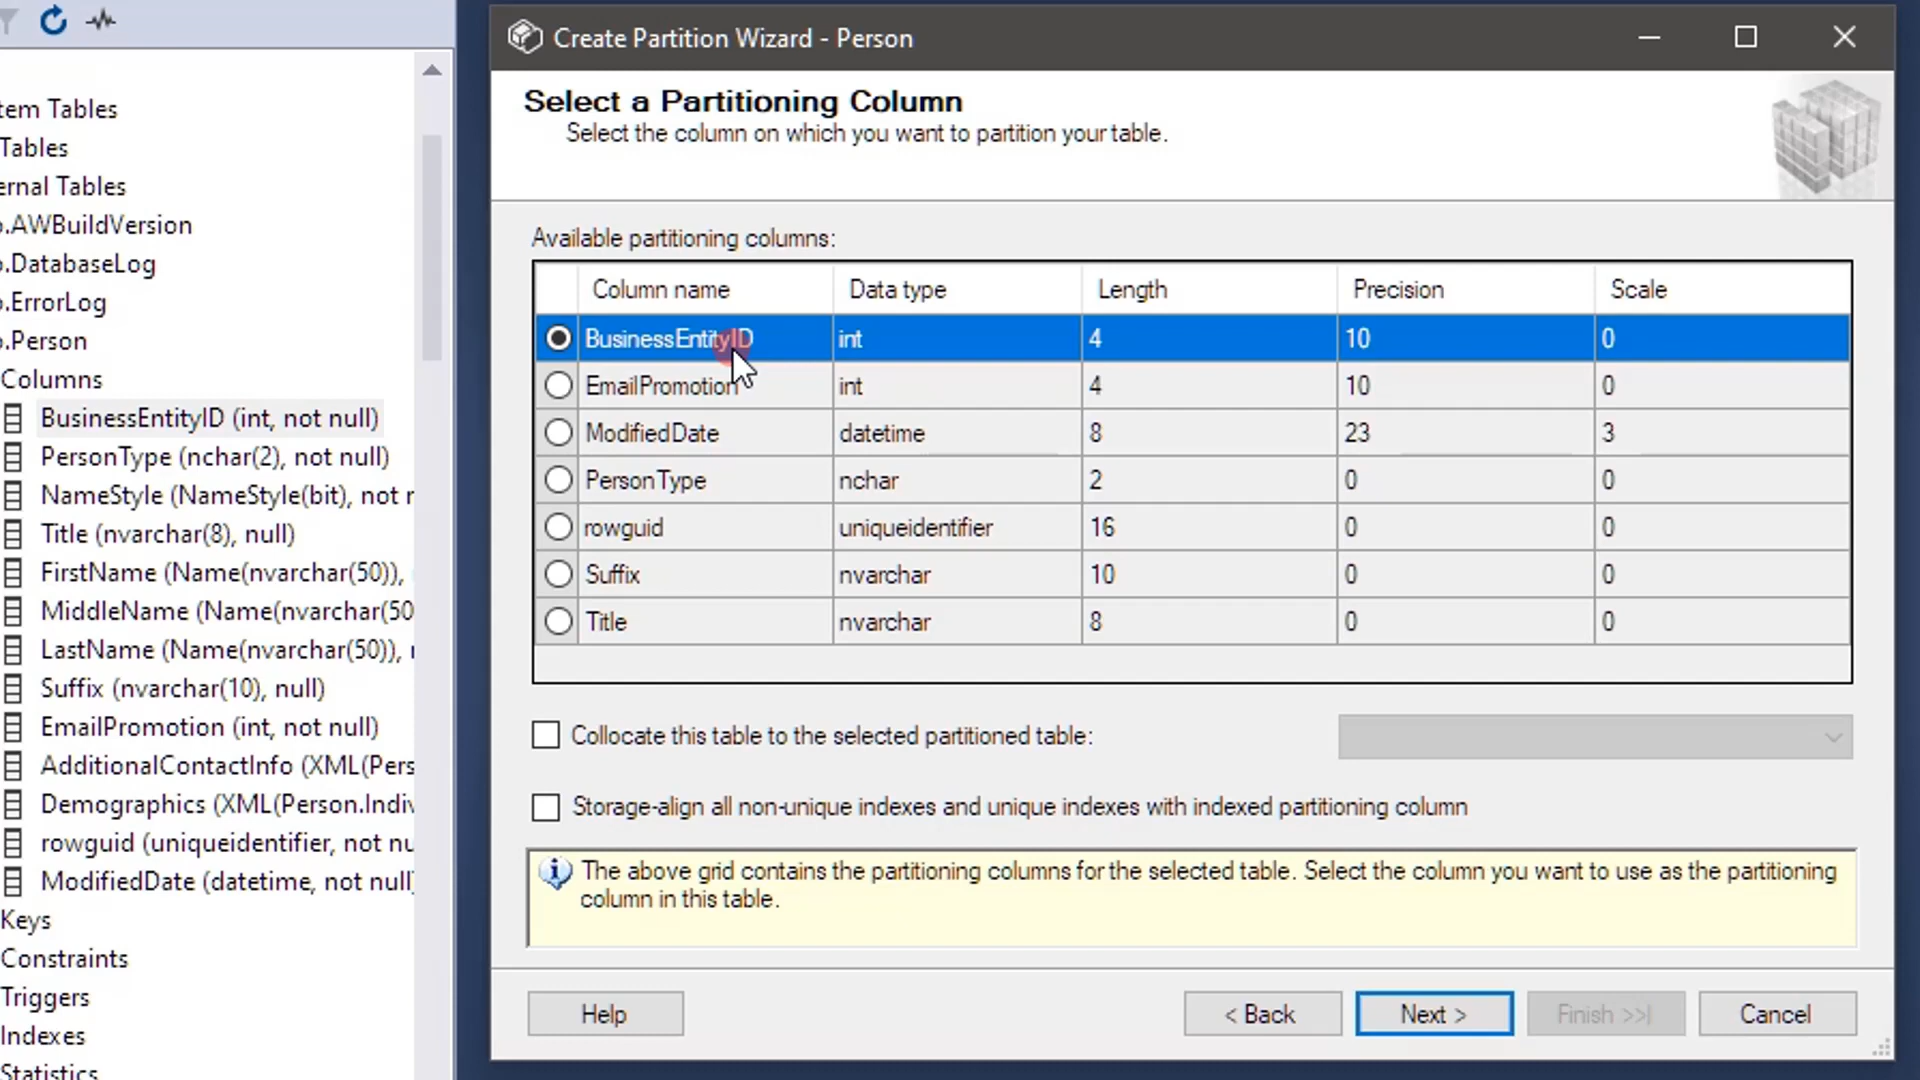 tem Tables
Tables
ernal Tables
.AWBuildVersion
.DatabaseLog
.ErrorLog
.Person
Columns
BusinessEntityID (int, not null)
PersonType (nchar(2), not null)
NameStyle (NameStyle(bit), not r
Title (nvarchar(8), null)
FirstName (Name(nvarchar(50)),
MiddleName (Name(nvarchar(50
LastName (Name(nvarchar(50)), r
Suffix (nvarchar(10), null)
EmailPromotion (int, not null)
AdditionalContactInfo (XML(Pers
Demographics (XML(Person.Indiv
rowguid (uniqueidentifier, not nu
ModifiedDate (datetime, not null)
Keys
Constraints
Triggers
Indexes
Statistics
Create Partition Wizard - Person
Select a Partitioning Column
Select the column on which you want to partition your table.
Available partitioning columns:
Column name Data type Length Precision Scale
BusinessEntityID int 4 10 0
EmailPromotion int 4 10 0
ModifiedDate datetime 8 23 3
PersonType nchar 2 0 0
rowguid uniqueidentifier 16 0 0
Suffix nvarchar 10 0 0
Title nvarchar 8 0 0
Collocate this table to the selected partitioned table:
Storage-align all non-unique indexes and unique indexes with indexed partitioning column
The above grid contains the partitioning columns for the selected table. Select the column you want to use as the partitioning
column in this table.
Help < Back Next > Finish >>| Cancel